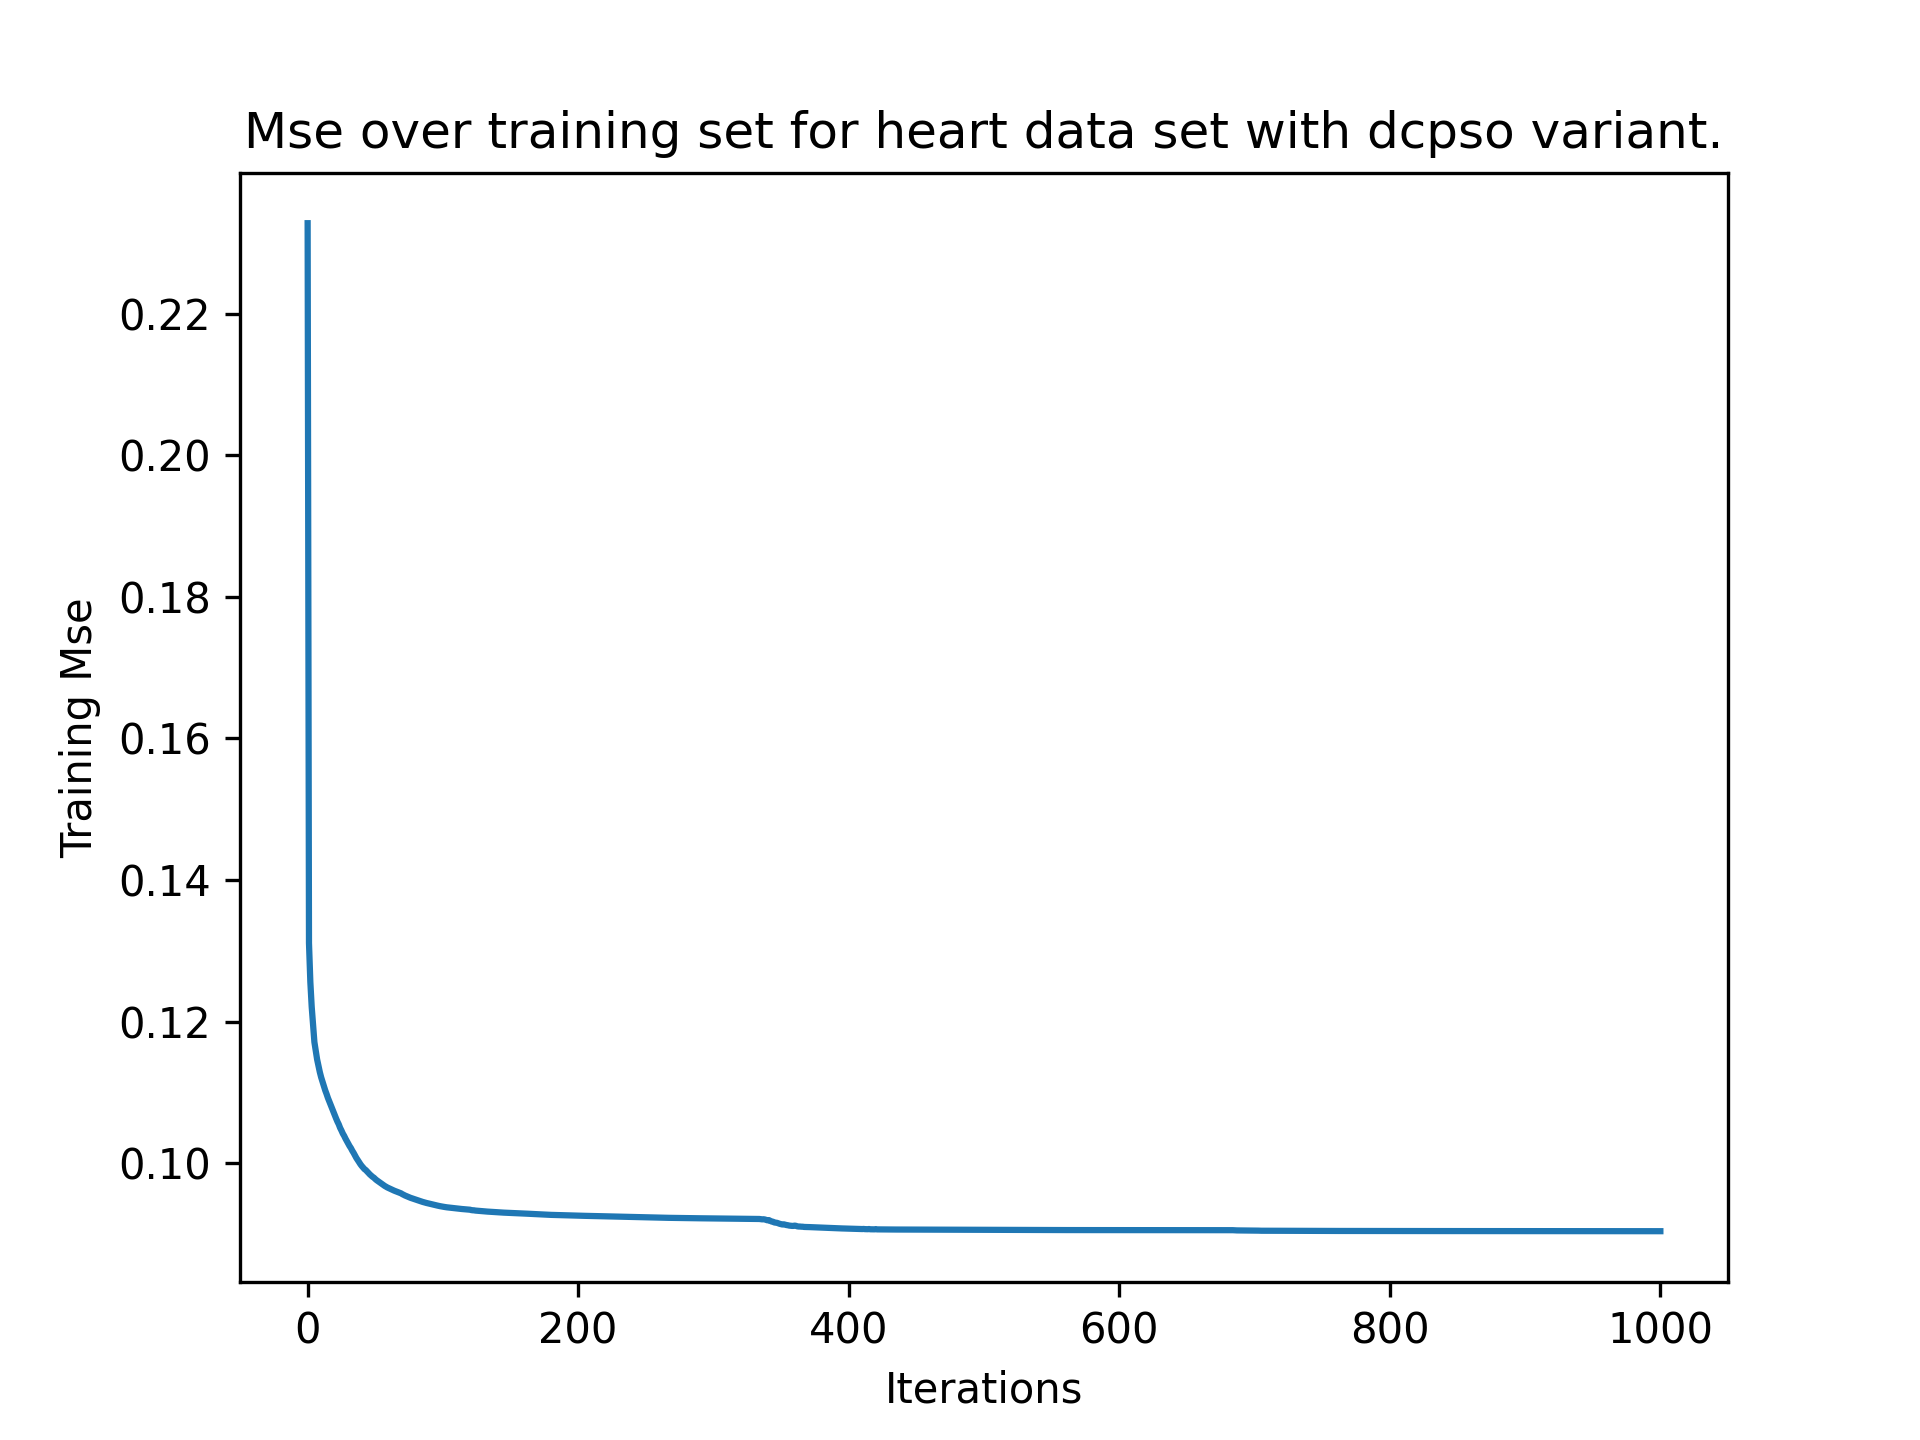 Mse over training set for heart data set with dcpso variant.
Training Mse
0.22
0.20
0.18
0.16
0.14
0.12
0.10
0 200 400 600 800 1000
Iterations